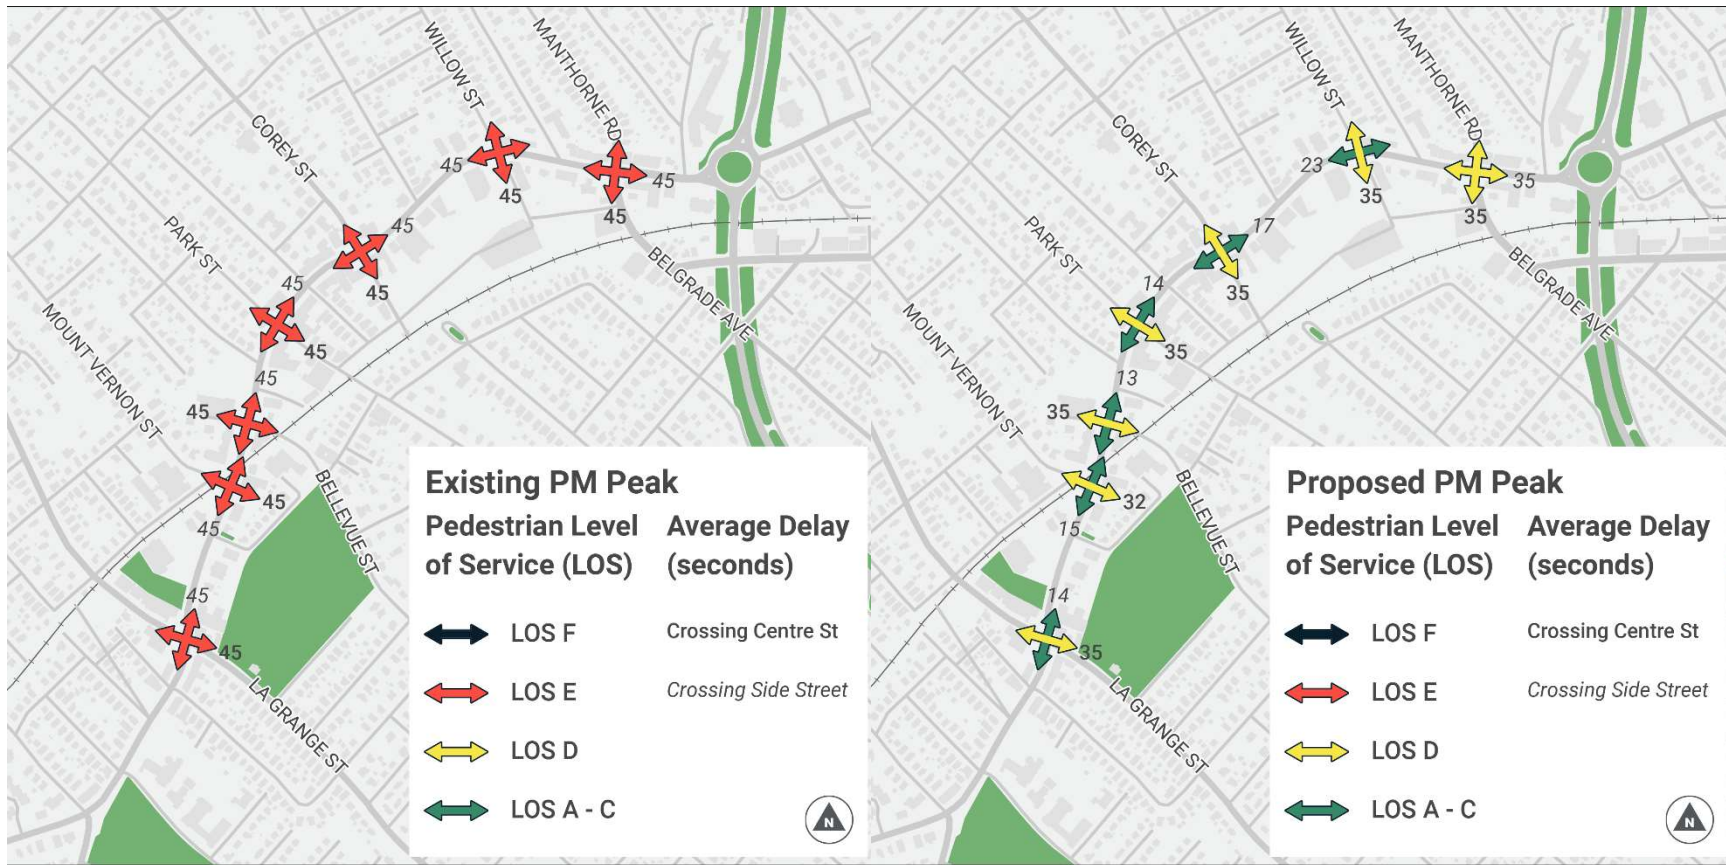 WILLOW ST
MANTHORNE RD
COREY ST
45
45
45
45
45
PARK ST
45
BELGRADE AVE
45
45
MOUNT VERNON ST
45
45
45
45
BELLEVUE ST
45
45
45
LA GRANGE ST
Existing PM Peak
Pedestrian Level of Service (LOS)
Average Delay (seconds)
LOS F
Crossing Centre St
LOS E
Crossing Side Street
LOS D
LOS A - C
N
WILLOW ST
MANTHORNE RD
COREY ST
23
35
35
35
17
PARK ST
35
BELGRADE AVE
14
35
MOUNT VERNON ST
13
35
32
15
BELLEVUE ST
14
35
LA GRANGE ST
Proposed PM Peak
Pedestrian Level of Service (LOS)
Average Delay (seconds)
LOS F
Crossing Centre St
LOS E
Crossing Side Street
LOS D
LOS A - C
N